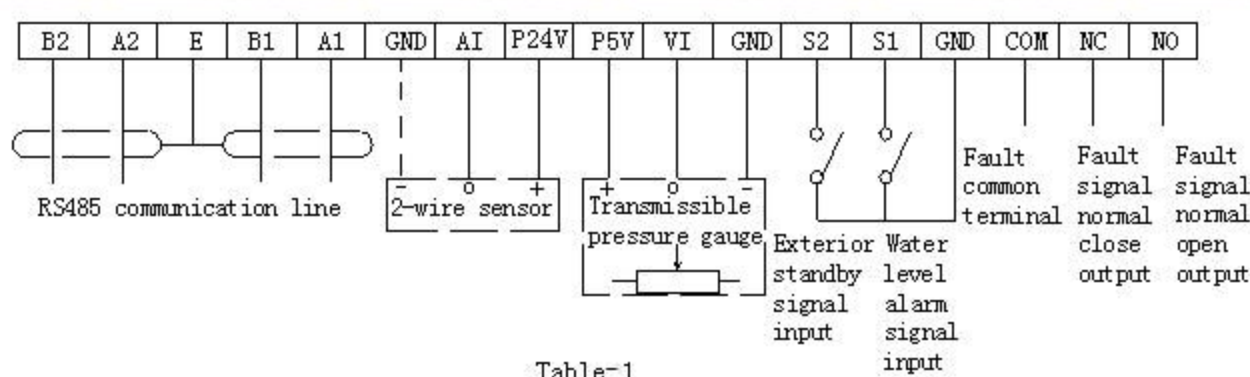 B2 A2 E B1 A1 GND AI P24V P5V VI GND S2 S1 GND COM NC NO
RS485 communication line
- o +
2-wire sensor
+ o -
Transmissible
pressure gauge
Exterior
standby
signal
input
Water
level
alarm
signal
input
Fault
common
terminal
Fault
signal
normal
close
output
Fault
signal
normal
open
output
Table-1